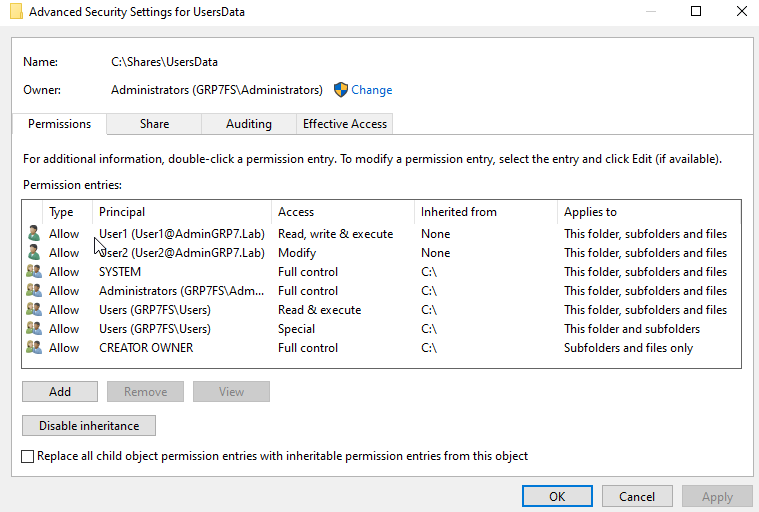 Advanced Security Settings for UsersData
Name: C:\Shares\UsersData
Owner: Administrators (GRP7FS\Administrators) Change
Permissions Share Auditing Effective Access
For additional information, double-click a permission entry. To modify a permission entry, select the entry and click Edit (if available).
Permission entries:
Type Principal Access Inherited from Applies to
Allow User1 (User1@AdminGRP7.Lab) Read, write & execute None This folder, subfolders and files
Allow User2 (User2@AdminGRP7.Lab) Modify None This folder, subfolders and files
Allow SYSTEM Full control C:\ This folder, subfolders and files
Allow Administrators (GRP7FS\Adm... Full control C:\ This folder, subfolders and files
Allow Users (GRP7FS\Users) Read & execute C:\ This folder, subfolders and files
Allow Users (GRP7FS\Users) Special C:\ This folder and subfolders
Allow CREATOR OWNER Full control C:\ Subfolders and files only
Add Remove View
Disable inheritance
Replace all child object permission entries with inheritable permission entries from this object
OK Cancel Apply